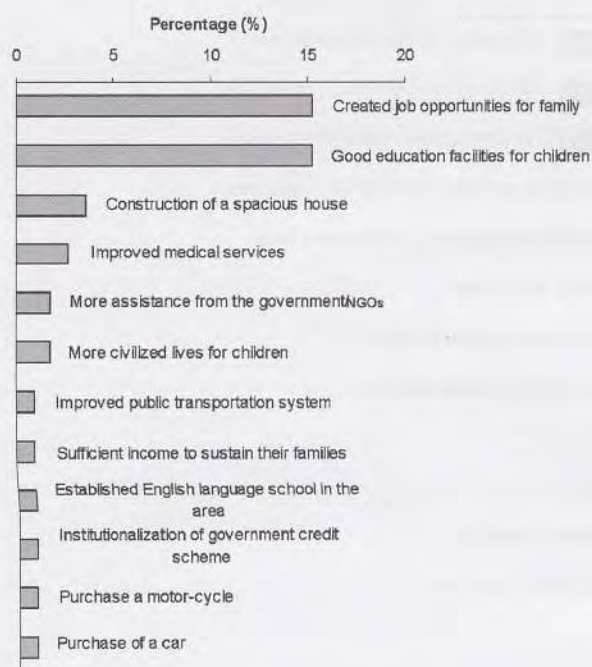 Percentage (%)
0 5 10 15 20
Created job opportunities for family
Good education facilities for children
Construction of a spacious house
Improved medical services
More assistance from the government/NGOs
More civilized lives for children
Improved public transportation system
Sufficient income to sustain their families
Established English language school in the
area
Institutionalization of government credit
scheme
Purchase a motor-cycle
Purchase of a car